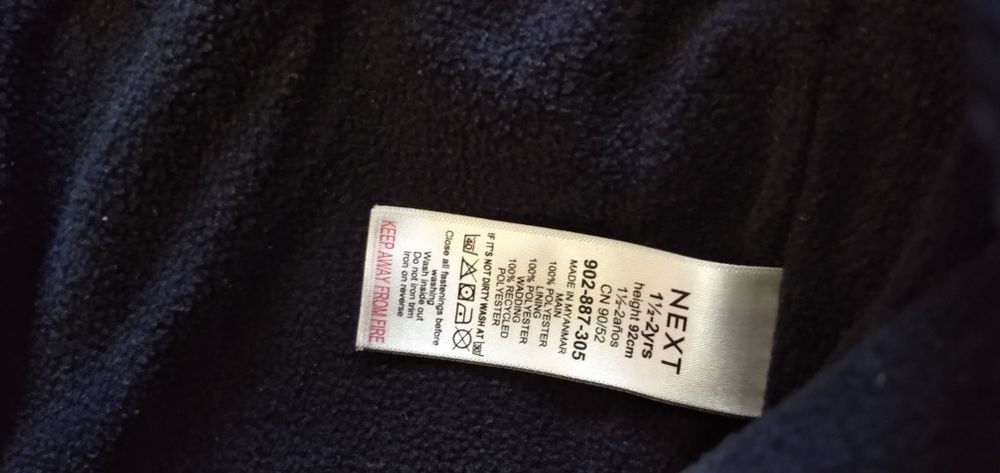 NEXT
1½-2yrs
height 92cm
1½-2años
CN 90/52
902-887-305
MADE IN MYANMAR
MAIN
100% POLYESTER
LINING
100% POLYESTER
WADDING
100% RECYCLED
POLYESTER
IF IT'S NOT DIRTY WASH AT 30
40
Close all fastenings before
washing
Wash inside out
Do not iron trim
Iron on reverse
KEEP AWAY FROM FIRE